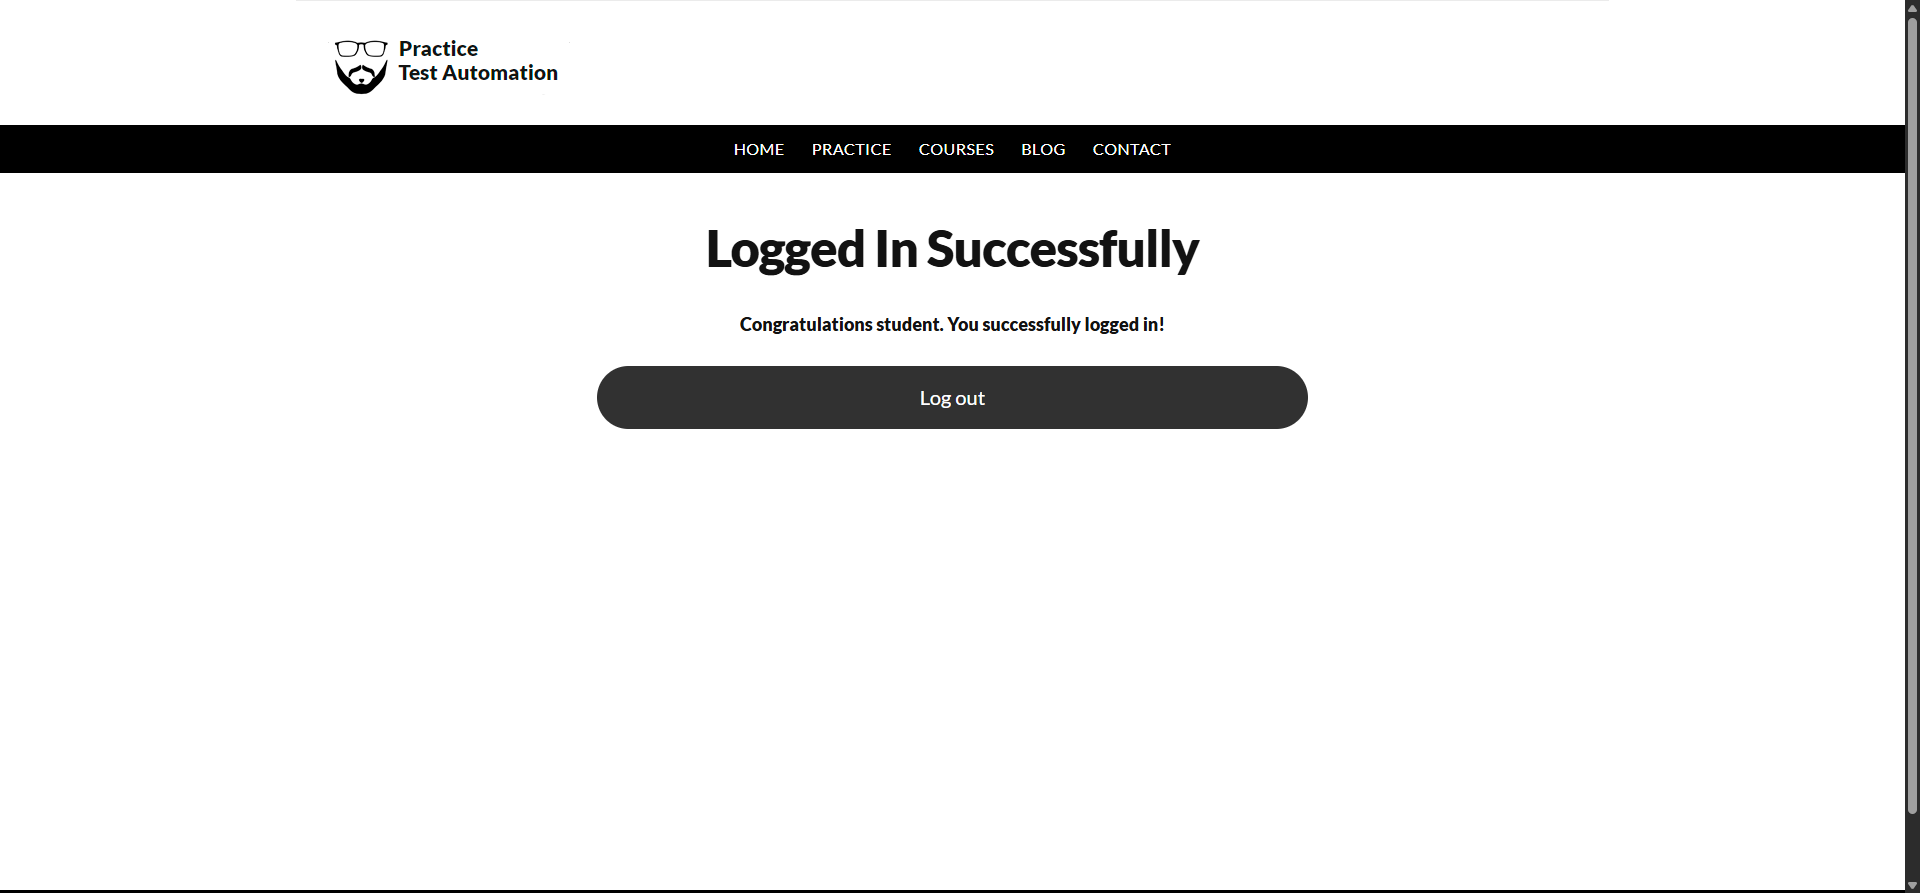 Practice
Test Automation
HOME PRACTICE COURSES BLOG CONTACT
Logged In Successfully
Congratulations student. You successfully logged in!
Log out